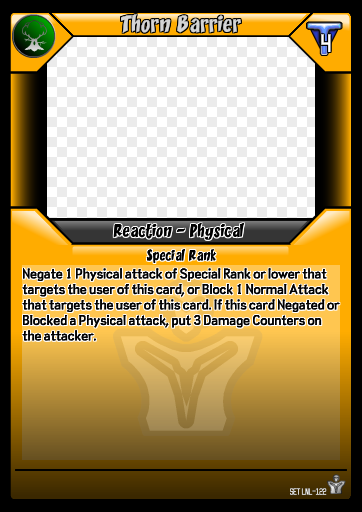 Thorn Barrier
4
Reaction - Physical
Special Rank
Negate 1 Physical attack of Special Rank or lower that
targets the user of this card, or Block 1 Normal Attack
that targets the user of this card. If this card Negated or
Blocked a Physical attack, put 3 Damage Counters on
the attacker.
SET LNL-122